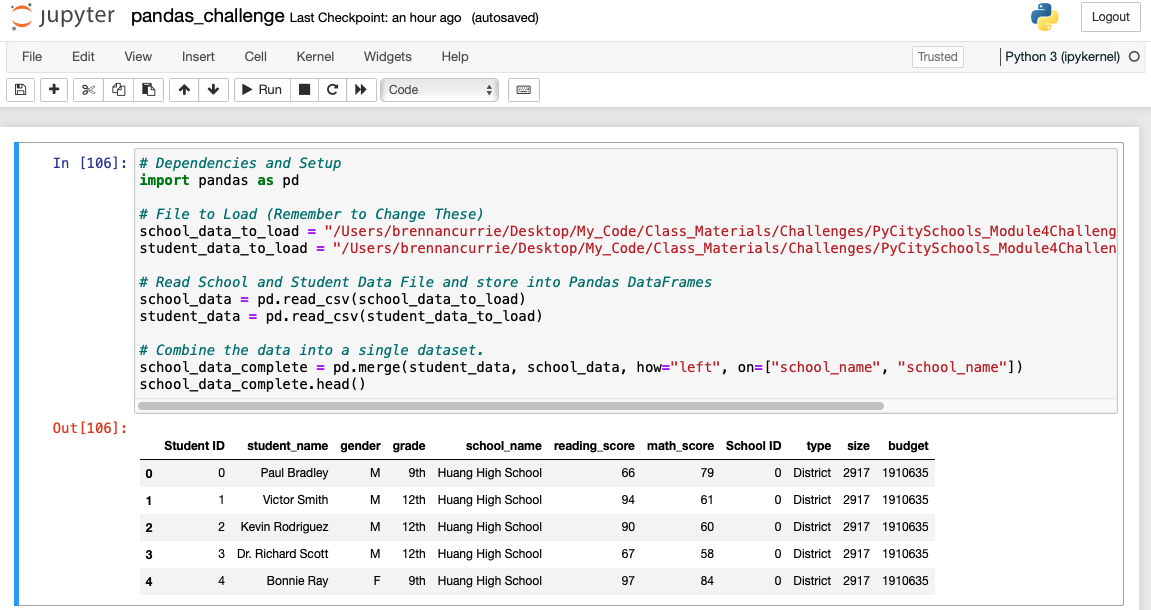 jupyter pandas_challenge Last Checkpoint: an hour ago (autosaved) Logout
File Edit View Insert Cell Kernel Widgets Help Trusted Python 3 (ipykernel)
Run Code
In [106]: # Dependencies and Setup
import pandas as pd
# File to Load (Remember to Change These)
school_data_to_load = "/Users/brennancurrie/Desktop/My_Code/Class_Materials/Challenges/PyCitySchools_Module4Challeng
student_data_to_load = "/Users/brennancurrie/Desktop/My_Code/Class_Materials/Challenges/PyCitySchools_Module4Challen
# Read School and Student Data File and store into Pandas DataFrames
school_data = pd.read_csv(school_data_to_load)
student_data = pd.read_csv(student_data_to_load)
# Combine the data into a single dataset.
school_data_complete = pd.merge(student_data, school_data, how="left", on=["school_name", "school_name"])
school_data_complete.head()
Out[106]:
Student ID student_name gender grade school_name reading_score math_score School ID type size budget
0 0 Paul Bradley M 9th Huang High School 66 79 0 District 2917 1910635
1 1 Victor Smith M 12th Huang High School 94 61 0 District 2917 1910635
2 2 Kevin Rodriguez M 12th Huang High School 90 60 0 District 2917 1910635
3 3 Dr. Richard Scott M 12th Huang High School 67 58 0 District 2917 1910635
4 4 Bonnie Ray F 9th Huang High School 97 84 0 District 2917 1910635